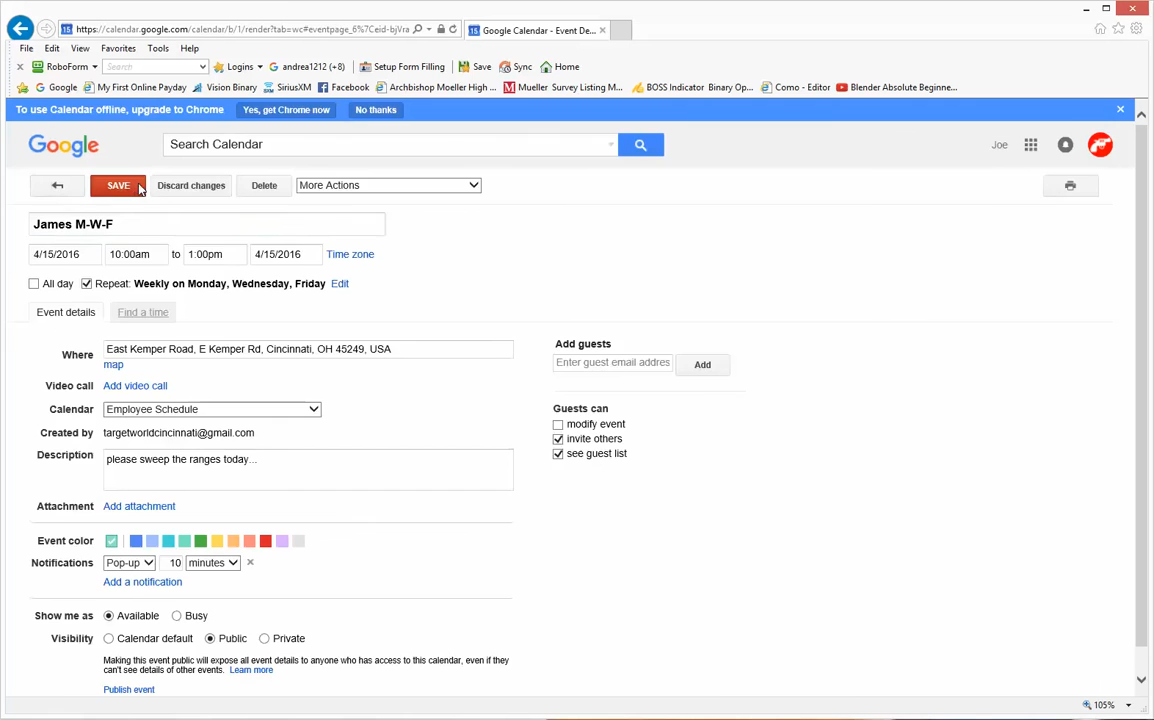 https://calendar.google.com/calendar/b/1/render?tab=wc#eventpage_6%7Ceid-bjVra
15 Google Calendar - Event De...
File Edit View Favorites Tools Help
RoboForm Search Logins andrea1212 (+8) Setup Form Filling Save Sync Home
Google My First Online Payday Vision Binary SiriusXM Facebook Archbishop Moeller High ... Mueller Survey Listing M... BOSS Indicator Binary Op... Como - Editor Blender Absolute Beginne...
To use Calendar offline, upgrade to Chrome Yes, get Chrome now No thanks
Google Search Calendar Joe
SAVE Discard changes Delete More Actions
James M-W-F
4/15/2016 10:00am to 1:00pm 4/15/2016 Time zone
All day Repeat: Weekly on Monday, Wednesday, Friday Edit
Event details Find a time
Where East Kemper Road, E Kemper Rd, Cincinnati, OH 45249, USA
map
Video call Add video call
Calendar Employee Schedule
Created by targetworldcincinnati@gmail.com
Description please sweep the ranges today...
Attachment Add attachment
Event color
Notifications Pop-up 10 minutes
Add a notification
Show me as Available Busy
Visibility Calendar default Public Private
Making this event public will expose all event details to anyone who has access to this calendar, even if they
can't see details of other events. Learn more
Publish event
Add guests
Enter guest email addres Add
Guests can
modify event
invite others
see guest list
105%